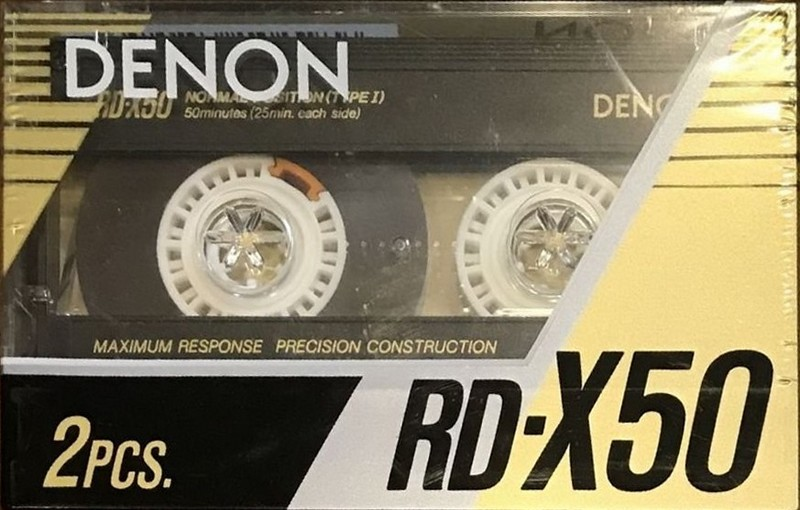 DENON
RD-X50 NORMAL POSITION (TYPE I)
50minutes (25min. each side)
DENO
MAXIMUM RESPONSE PRECISION CONSTRUCTION
2PCS.
RD-X50